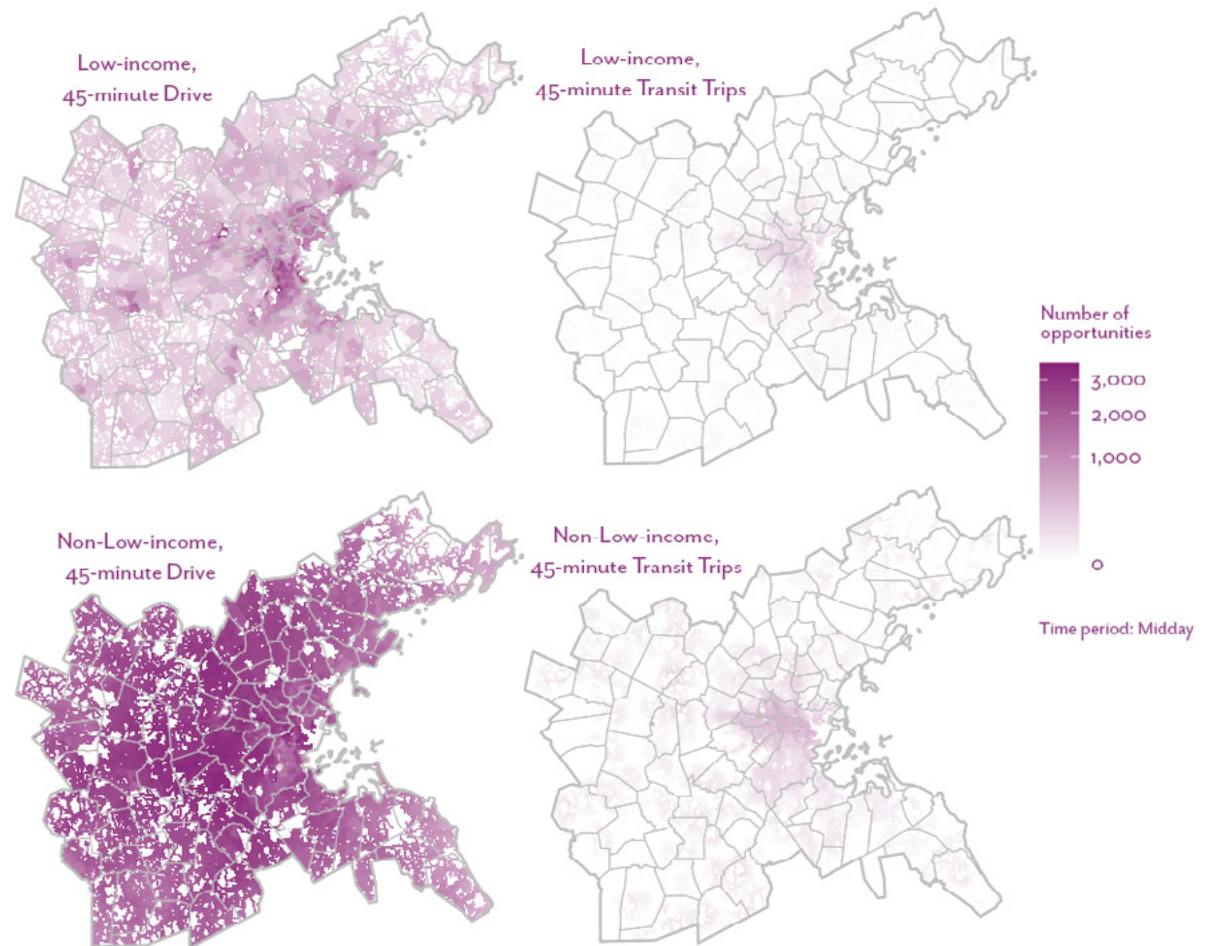 Low-income,
45-minute Drive
Low-income,
45-minute Transit Trips
Number of
opportunities
3,000
2,000
1,000
0
Time period: Midday
Non-Low-income,
45-minute Drive
Non-Low-income,
45-minute Transit Trips